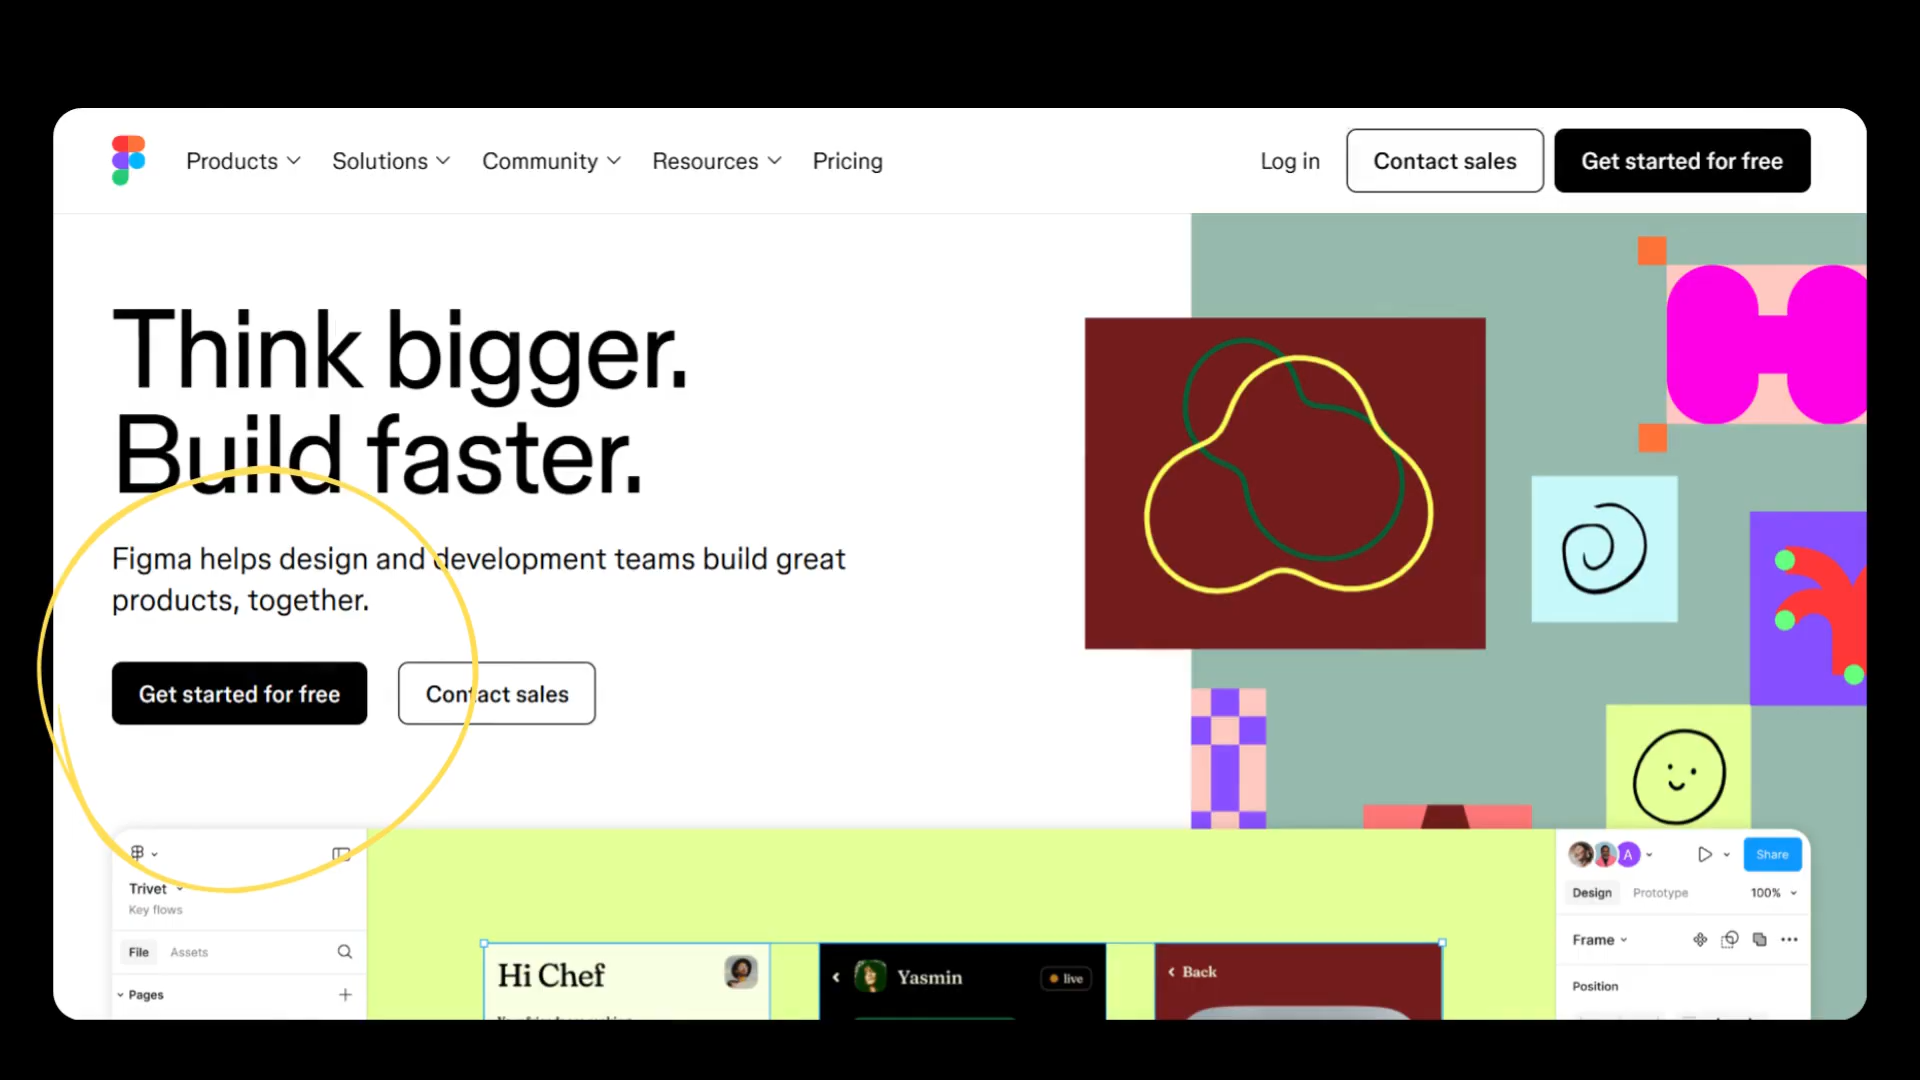 Products Solutions Community Resources Pricing Log in Contact sales Get started for free
Think bigger.
Build faster.
Figma helps design and development teams build great
products, together.
Get started for free Contact sales
Trivet
Key flows
File Assets
Pages
Hi Chef
Yasmin
live
Back
A
Share
Design Prototype 100%
Frame
Position